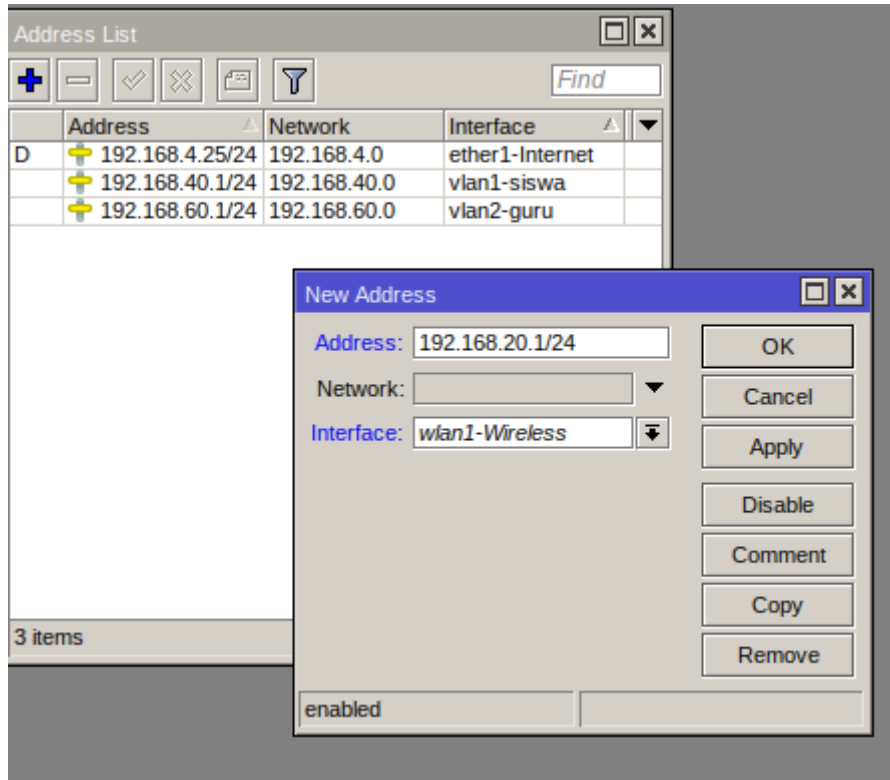 Address List
Find
Address Network Interface
D 192.168.4.25/24 192.168.4.0 ether1-Internet
192.168.40.1/24 192.168.40.0 vlan1-siswa
192.168.60.1/24 192.168.60.0 vlan2-guru
3 items
New Address
Address: 192.168.20.1/24
Network:
Interface: wlan1-Wireless
OK
Cancel
Apply
Disable
Comment
Copy
Remove
enabled